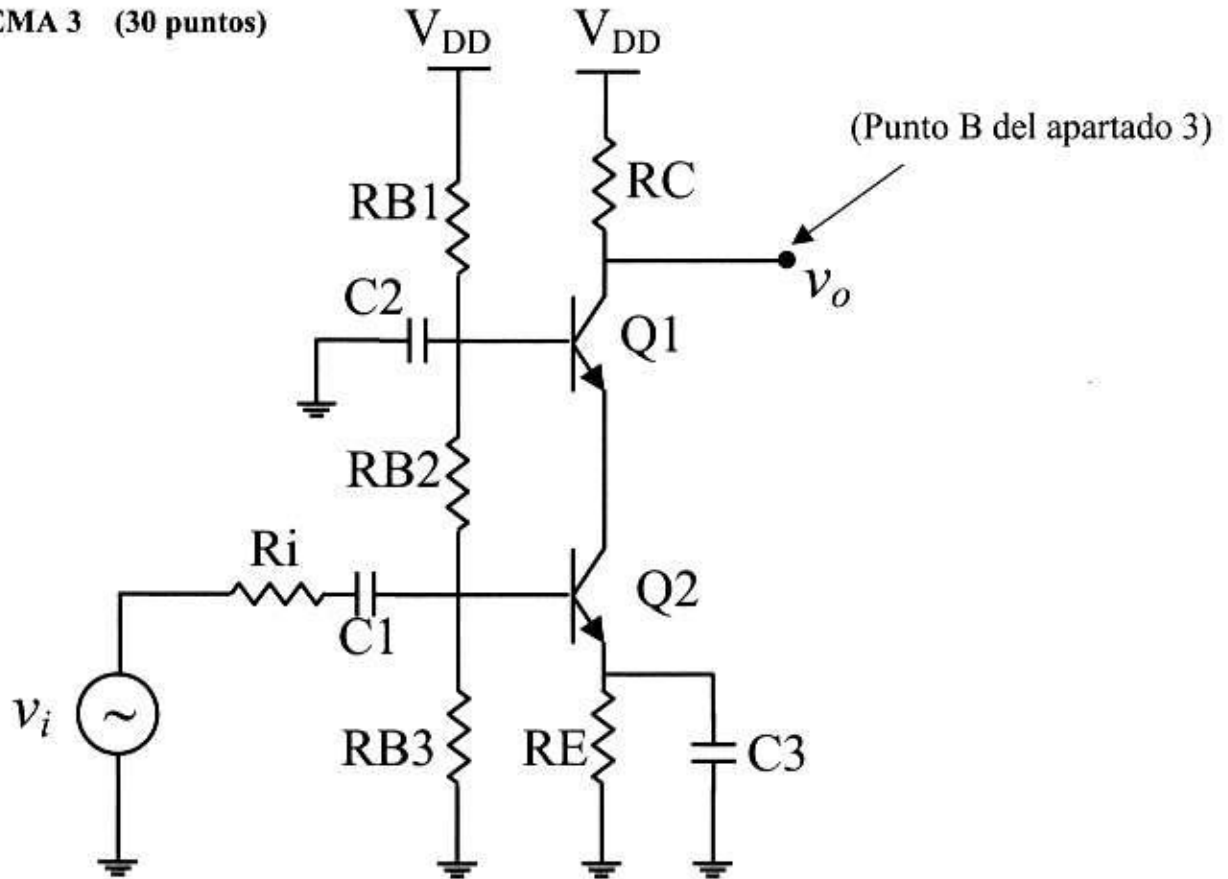 EMA 3 (30 puntos)
V_DD V_DD
(Punto B del apartado 3)
RC
RB1
v_o
C2
Q1
RB2
Ri
Q2
C1
v_i
~
RB3 RE C3